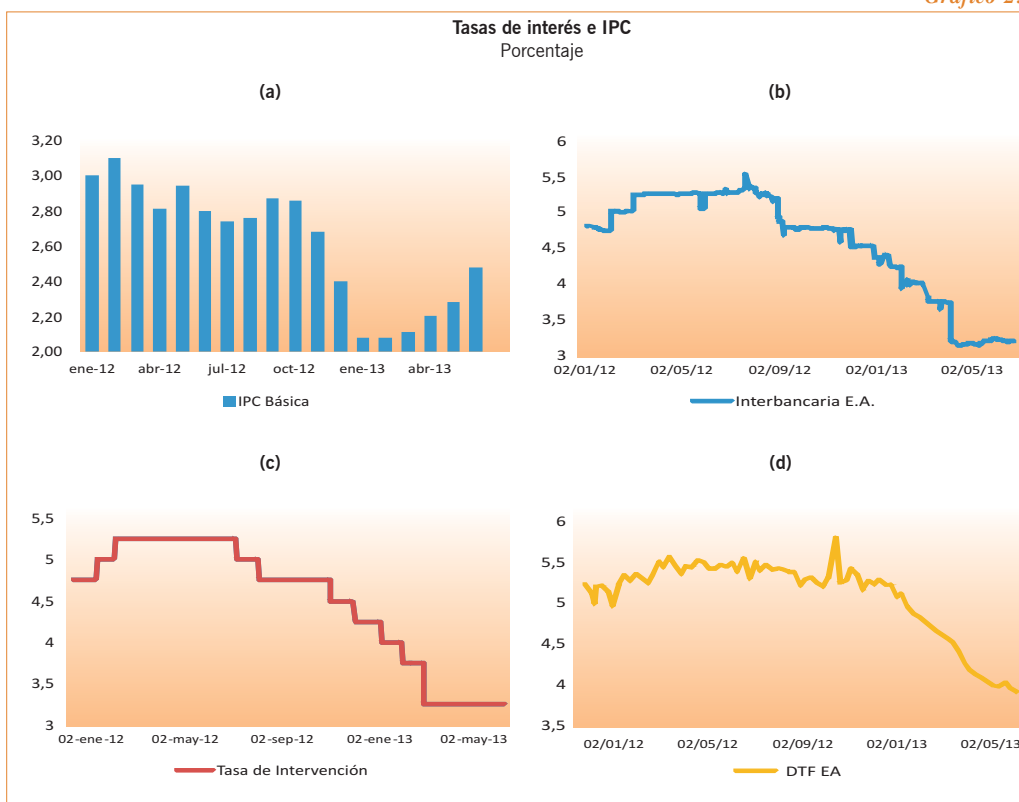 Gráfico 2
Tasas de interés e IPC
Porcentaje
(a)
3,20
3,00
2,80
2,60
2,40
2,20
2,00
ene-12 abr-12 jul-12 oct-12 ene-13 abr-13
IPC Básica
(b)
6
5,5
5
4,5
4
3,5
3
02/01/12 02/05/12 02/09/12 02/01/13 02/05/13
Interbancaria E.A.
(c)
5,5
5
4,5
4
3,5
3
02-ene-12 02-may-12 02-sep-12 02-ene-13 02-may-13
Tasa de Intervención
(d)
6
5,5
5
4,5
4
3,5
02/01/12 02/05/12 02/09/12 02/01/13 02/05/13
DTF EA